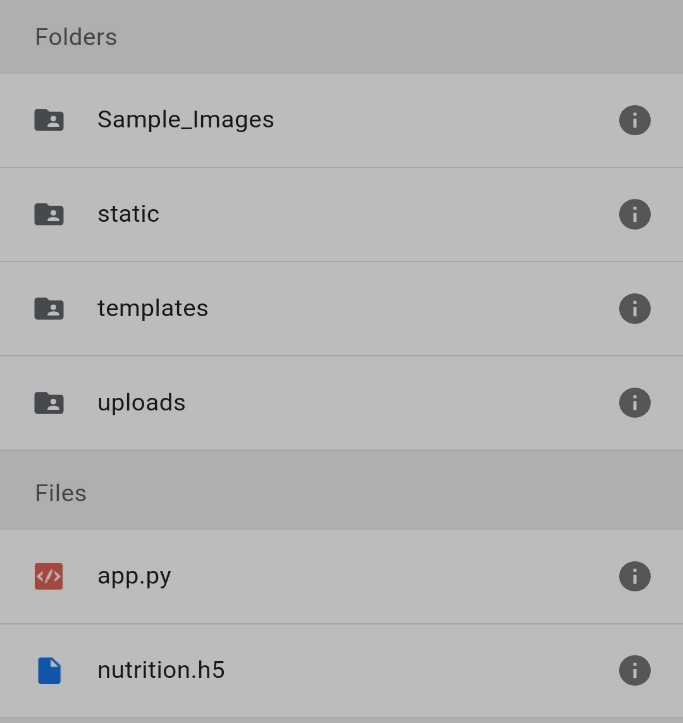 Folders
Sample_Images
static
templates
uploads
Files
app.py
nutrition.h5